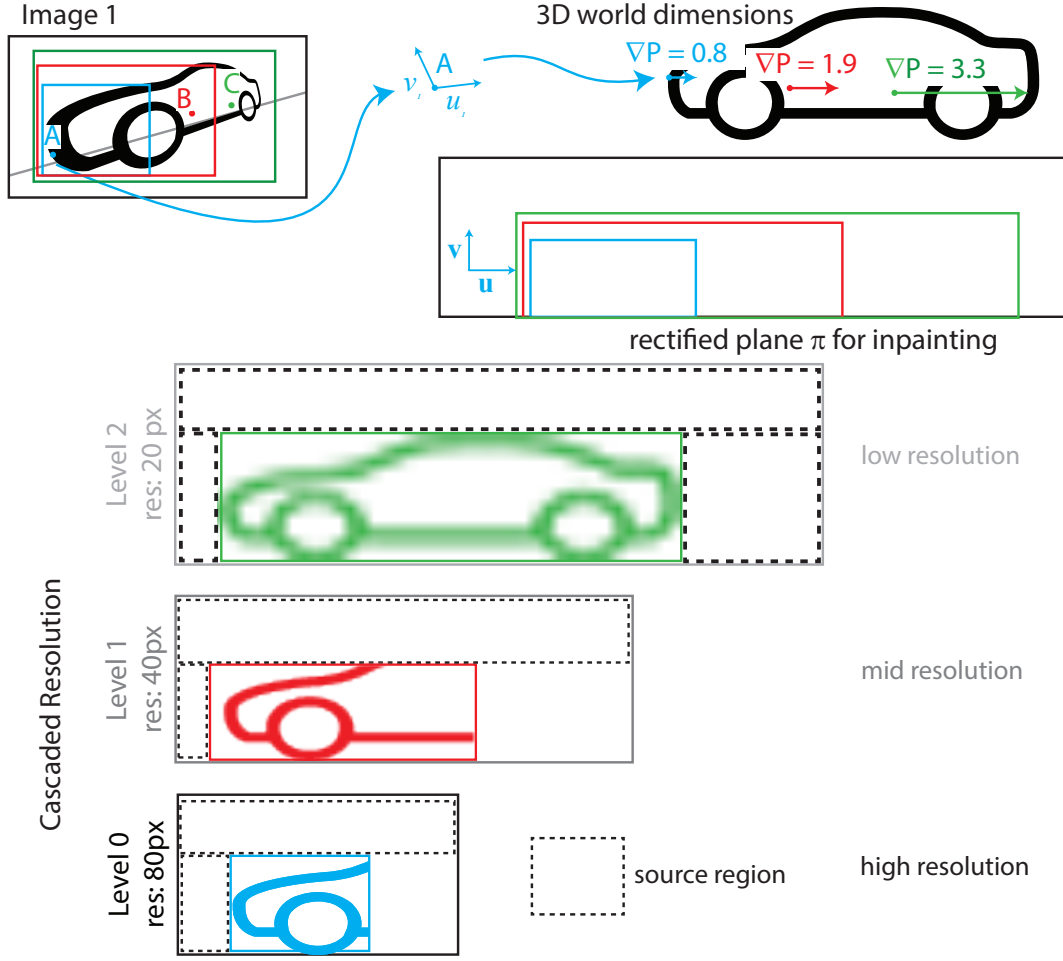 Image 1
3D world dimensions
A
B
C
A
v_i
u_i
∇P = 0.8
∇P = 1.9
∇P = 3.3
v
u
rectified plane π for inpainting
Cascaded Resolution
Level 2
res: 20 px
low resolution
Level 1
res: 40px
mid resolution
Level 0
res: 80px
source region
high resolution